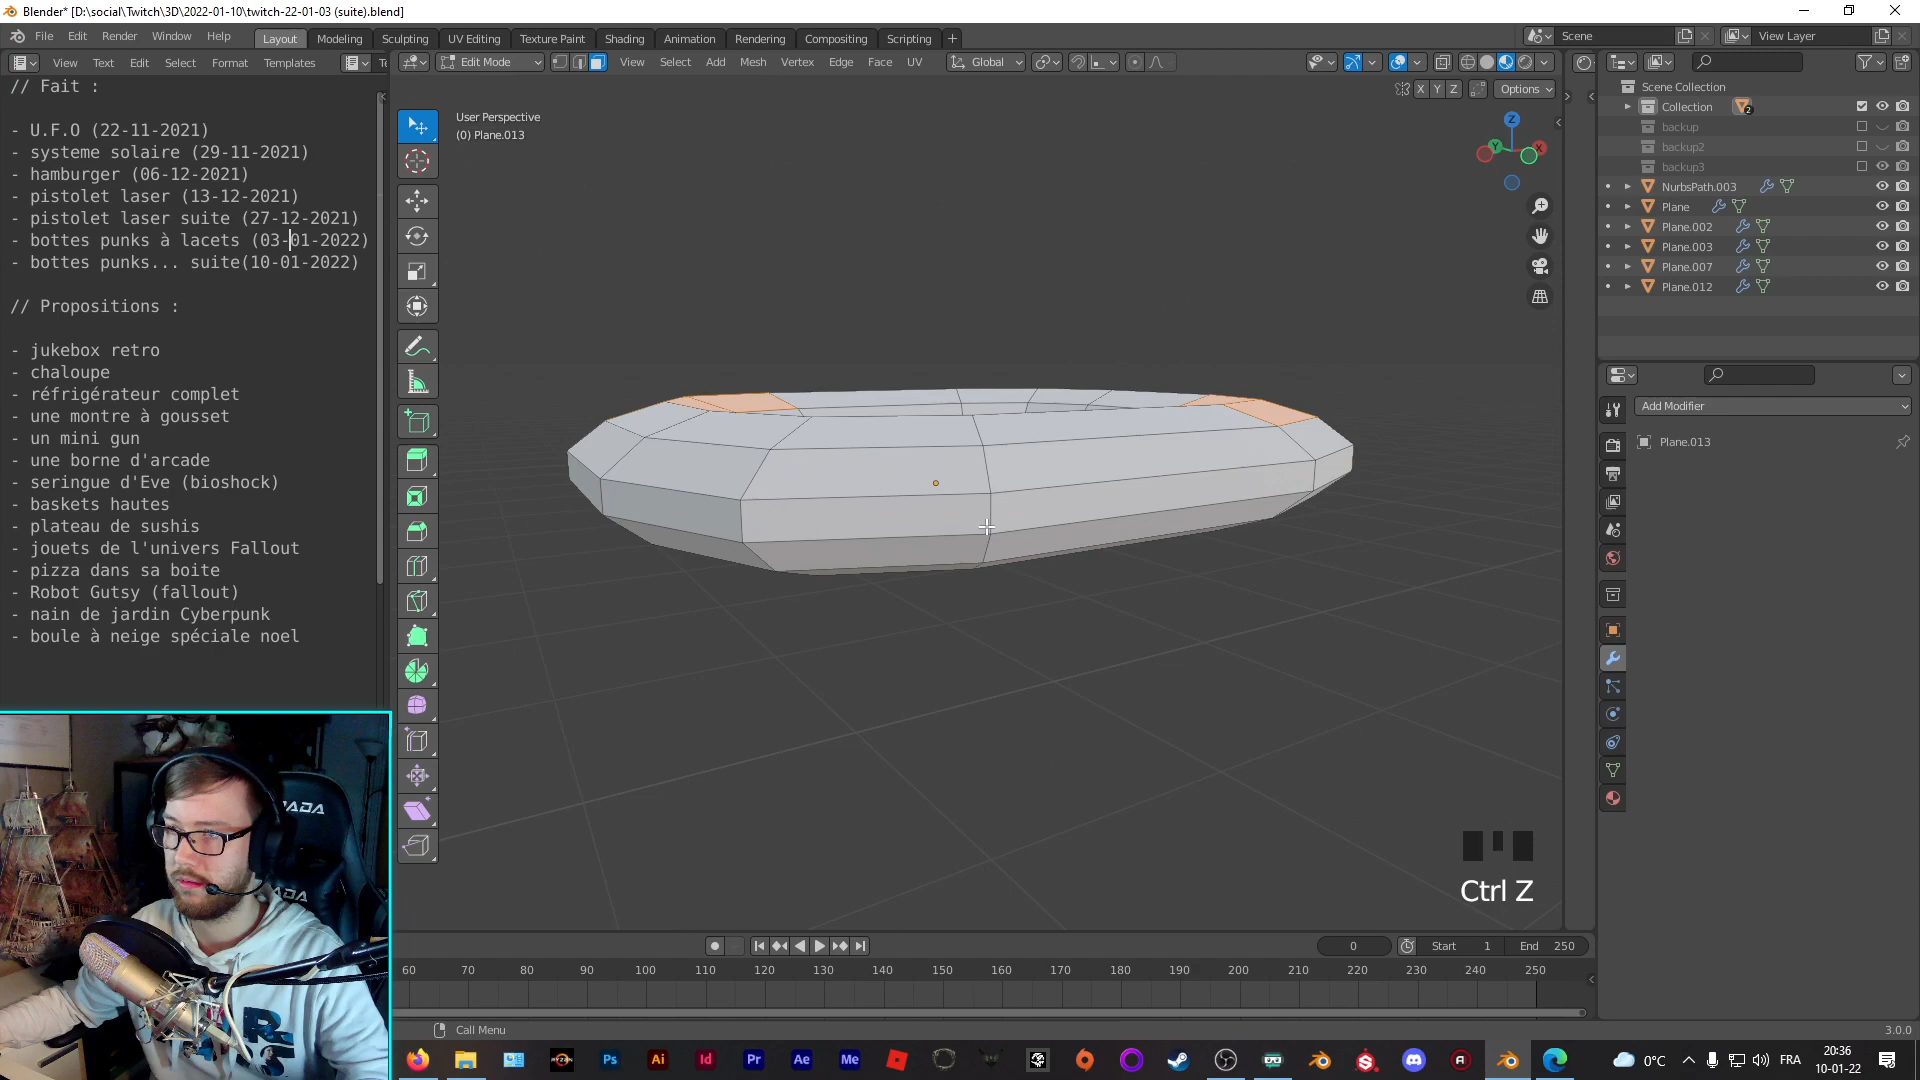 Blender* [D:\social\Twitch\3D\2022-01-10\twitch-22-01-03 (suite).blend]
File Edit Render Window Help Layout Modeling Sculpting UV Editing Texture Paint Shading Animation Rendering Compositing Scripting Scene View Layer
View Text Edit Select Format Templates Te Edit Mode View Select Add Mesh Vertex Edge Face UV Global
X Y Z Options
// Fait :
- U.F.O (22-11-2021)
- systeme solaire (29-11-2021)
- hamburger (06-12-2021)
- pistolet laser (13-12-2021)
- pistolet laser suite (27-12-2021)
- bottes punks à lacets (03-01-2022)
- bottes punks... suite(10-01-2022)
// Propositions :
- jukebox retro
- chaloupe
- réfrigérateur complet
- une montre à gousset
- un mini gun
- une borne d'arcade
- seringue d'Eve (bioshock)
- baskets hautes
- plateau de sushis
- jouets de l'univers Fallout
- pizza dans sa boite
- Robot Gutsy (fallout)
- nain de jardin Cyberpunk
- boule à neige spéciale noel
User Perspective
(0) Plane.013
Z
Y X
Ctrl Z
Scene Collection
Collection 2
backup
backup2
backup3
NurbsPath.003
Plane
Plane.002
Plane.003
Plane.007
Plane.012
Add Modifier
Plane.013
0 Start 1 End 250
60 70 80 90 100 110 120 130 140 150 160 170 180 190 200 210 220 230 240 250
Call Menu
3.0.0
Ps Ai Id Pr Ae Me
RYZEN
0°C FRA 20:36
10-01-22